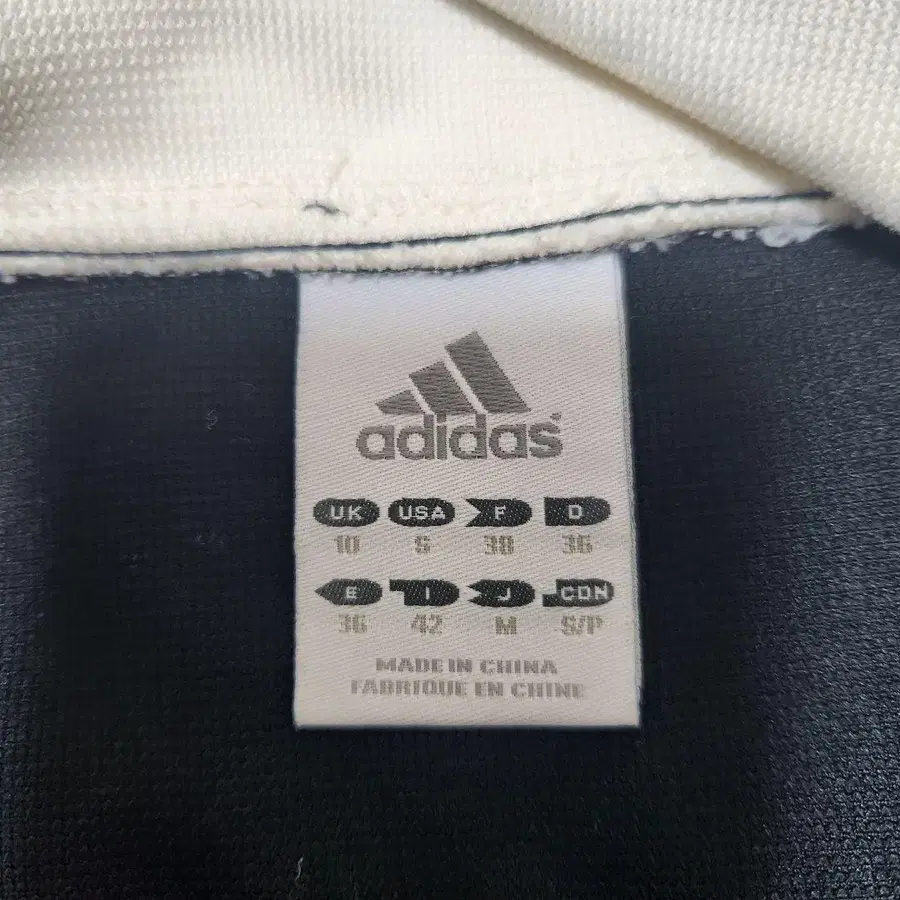 adidas
UK USA F D
10 S 38 36
E I J CDN
36 42 M S/P
MADE IN CHINA
FABRIQUE EN CHINE